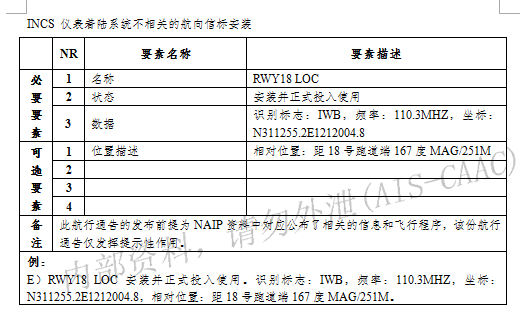 INCS 仪表着陆系统不相关的航向信标安装
NR 要素名称 要素描述
必要要素
1 名称 RWY18 LOC
2 状态 安装并正式投入使用
3 数据 识别标志：IWB，频率：110.3MHZ，坐标：
N311255.2E1212004.8
可选要素
1 位置描述 相对位置：距 18 号跑道端 167 度 MAG/251M
2
3
4
备注
此航行通告的发布前提为 NAIP 资料中对应公布了相关的信息和飞行程序，该份航行
通告仅发挥提示性作用。
例：
E）RWY18 LOC 安装并正式投入使用。识别标志：IWB，频率：110.3MHZ，坐标：
N311255.2E1212004.8，相对位置：距 18 号跑道端 167 度 MAG/251M。
内部资料，请勿外泄(AIS-CAAC)